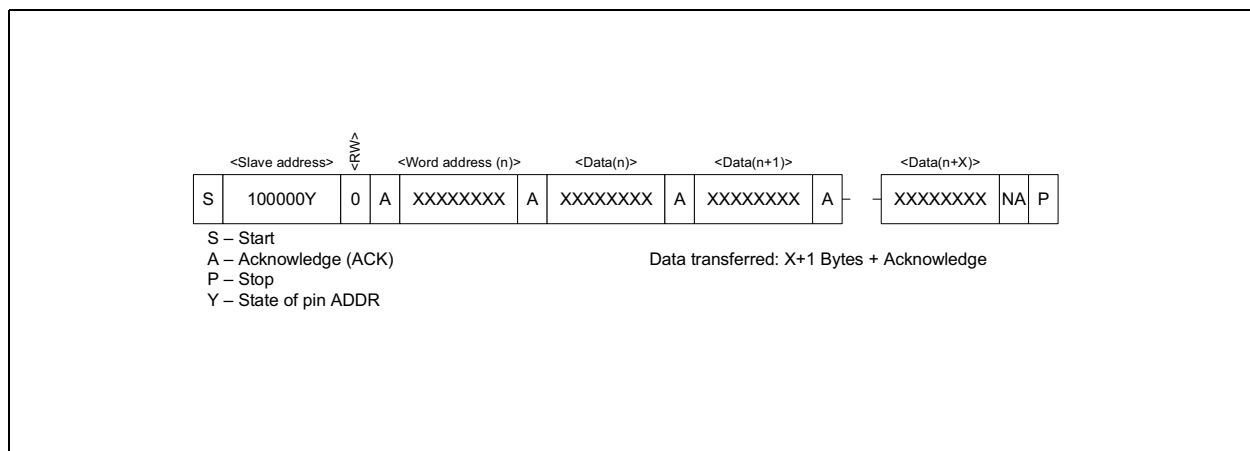 <Slave address> <RW> <Word address (n)> <Data(n)> <Data(n+1)> <Data(n+X)>
S 100000Y 0 A XXXXXXXX A XXXXXXXX A XXXXXXXX A XXXXXXXX NA P
S – Start
A – Acknowledge (ACK) Data transferred: X+1 Bytes + Acknowledge
P – Stop
Y – State of pin ADDR